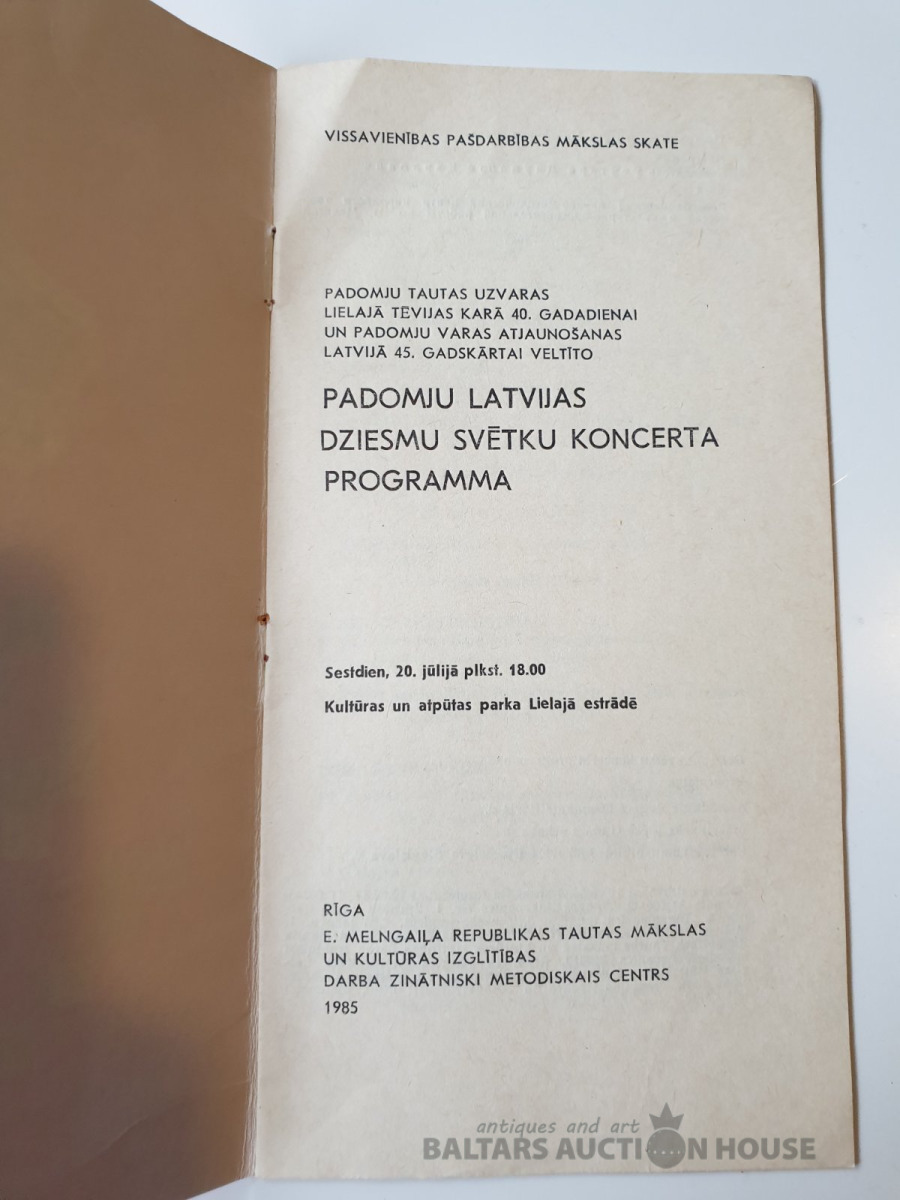 VISSAVIENĪBAS PAŠDARBĪBAS MĀKSLAS SKATE
PADOMJU TAUTAS UZVARAS
LIELAJĀ TĒVIJAS KARĀ 40. GADADIENAI
UN PADOMJU VARAS ATJAUNOŠANAS
LATVIJĀ 45. GADSKĀRTAI VELTĪTO
PADOMJU LATVIJAS
DZIESMU SVĒTKU KONCERTA
PROGRAMMA
Sestdien, 20. jūlijā plkst. 18.00
Kultūras un atpūtas parka Lielajā estrādē
RĪGA
E. MELNGAIĻA REPUBLIKAS TAUTAS MĀKSLAS
UN KULTŪRAS IZGLĪTĪBAS
DARBA ZINĀTNISKI METODISKAIS CENTRS
1985
antiques and art
BALTARS AUCTION HOUSE